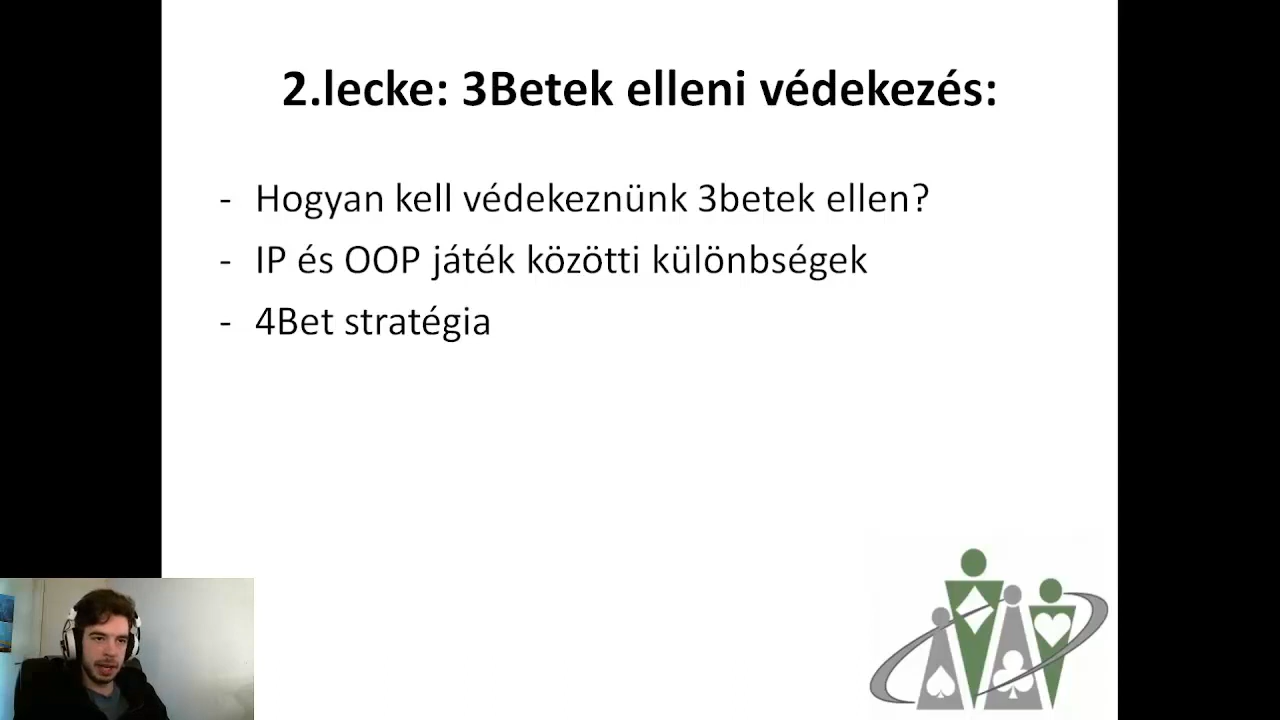 2.lecke: 3Betek elleni védekezés:
- Hogyan kell védekeznünk 3betek ellen?
- IP és OOP játék közötti különbségek
- 4Bet stratégia